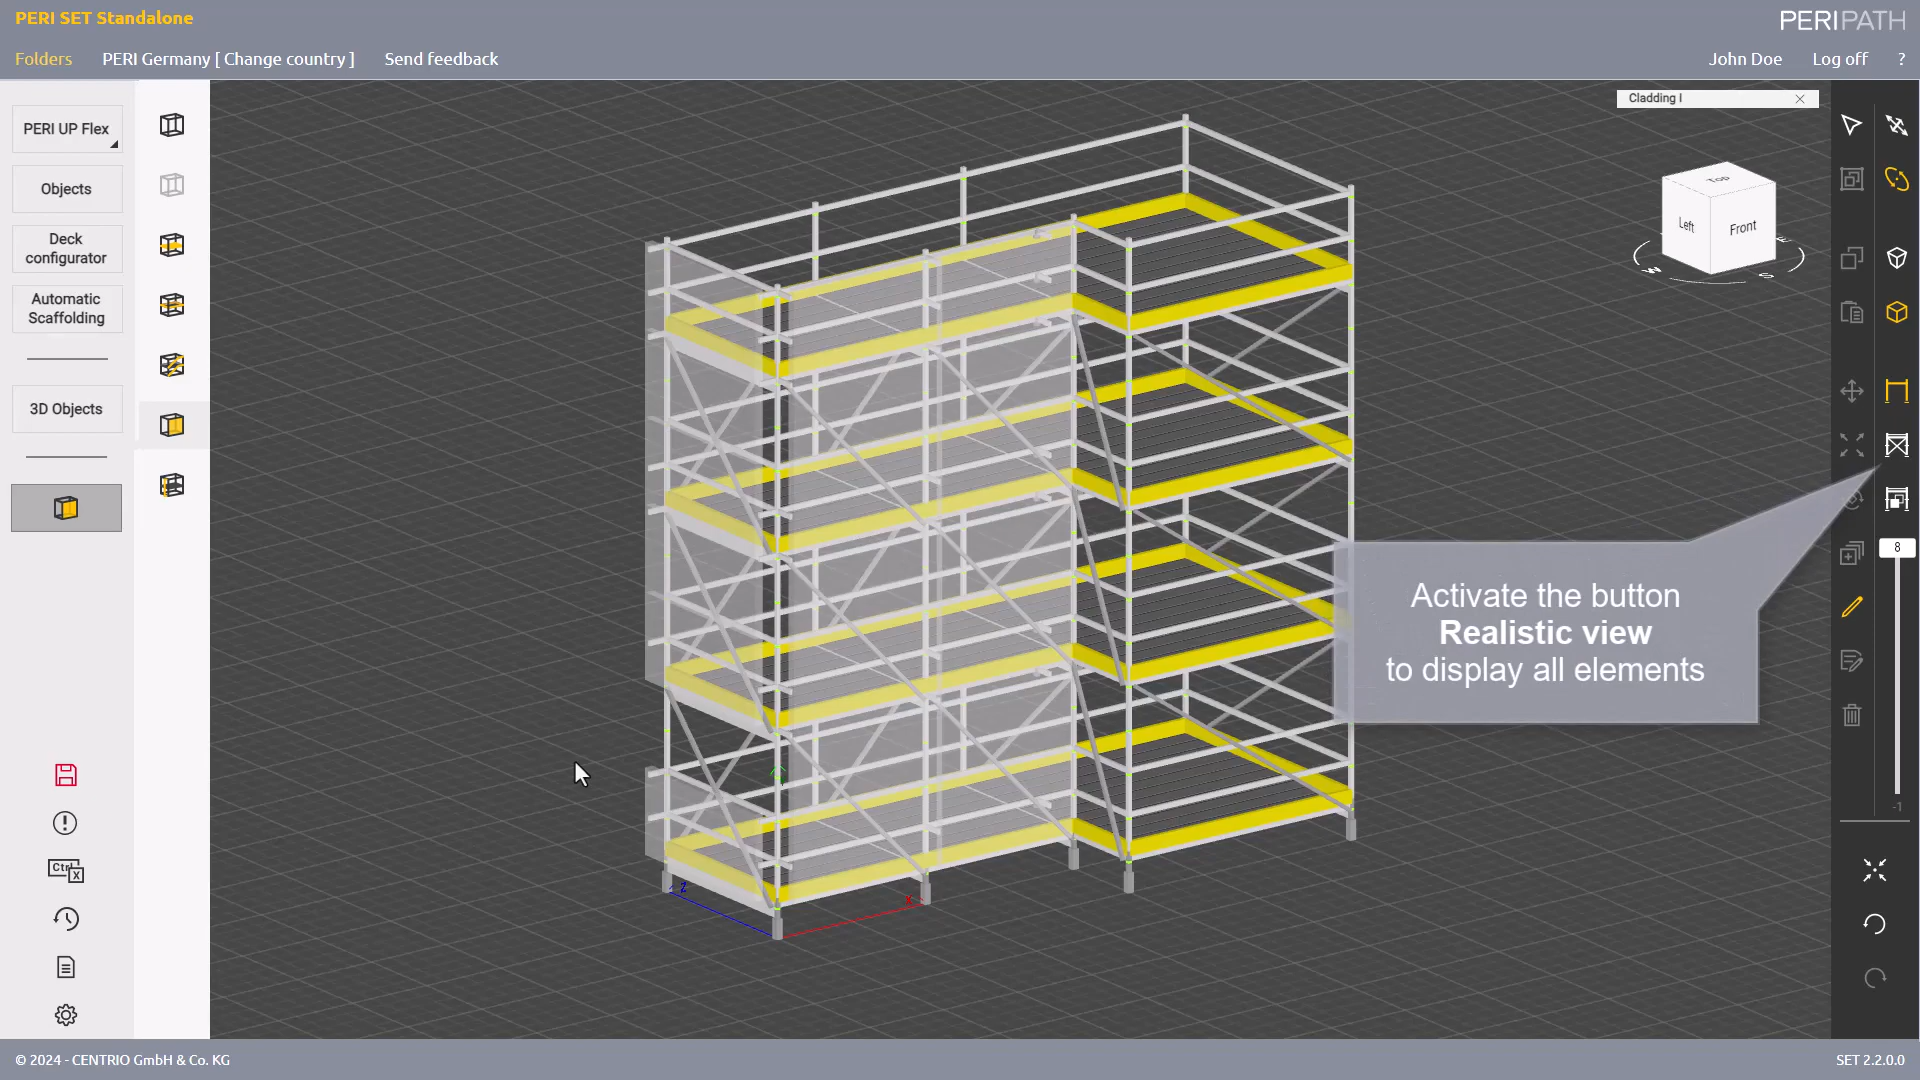 PERI SET Standalone
PERI PATH
Folders
PERI Germany [ Change country ]
Send feedback
John Doe
Log off
?
PERI UP Flex
Objects
Deck
configurator
Automatic
Scaffolding
3D Objects
Cladding I
Top
Left
Front
W
S
E
8
-1
Activate the button
Realistic view
to display all elements
Z
X
Ctrl
X
© 2024 - CENTRIO GmbH & Co. KG
SET 2.2.0.0